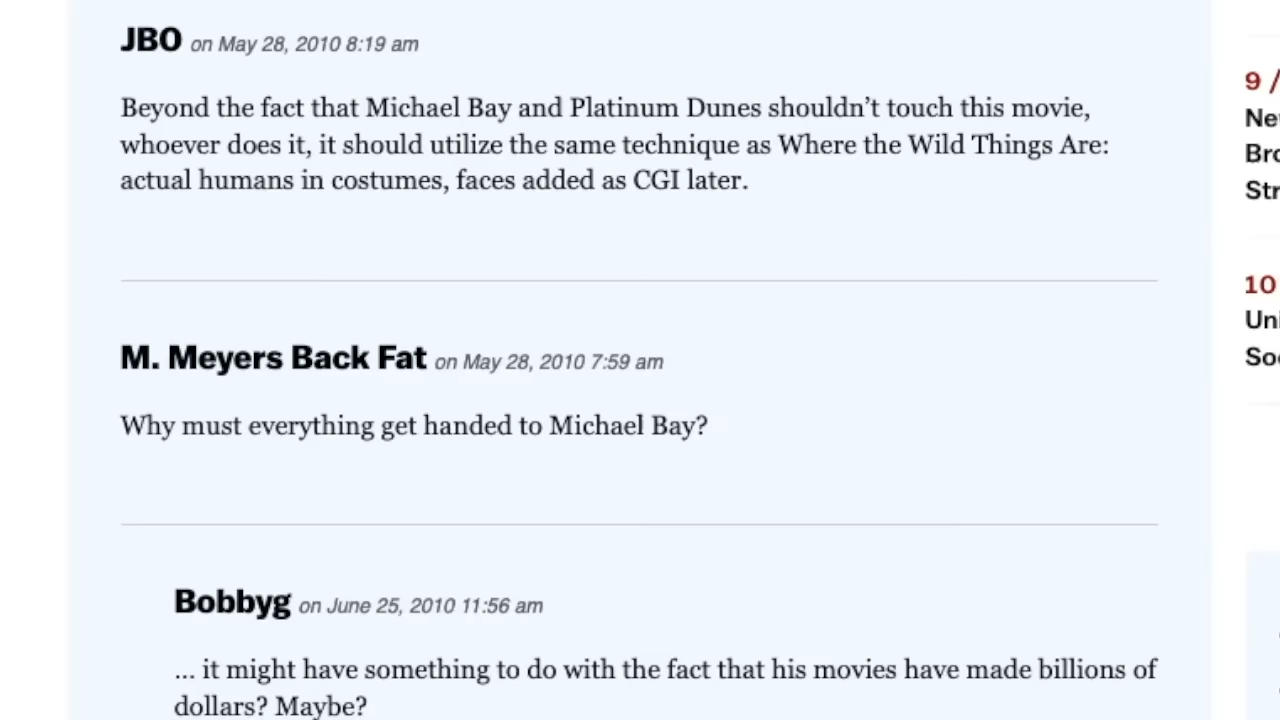 JBO on May 28, 2010 8:19 am
Beyond the fact that Michael Bay and Platinum Dunes shouldn’t touch this movie,
whoever does it, it should utilize the same technique as Where the Wild Things Are:
actual humans in costumes, faces added as CGI later.
M. Meyers Back Fat on May 28, 2010 7:59 am
Why must everything get handed to Michael Bay?
Bobbyg on June 25, 2010 11:56 am
... it might have something to do with the fact that his movies have made billions of
dollars? Maybe?
9 /
10